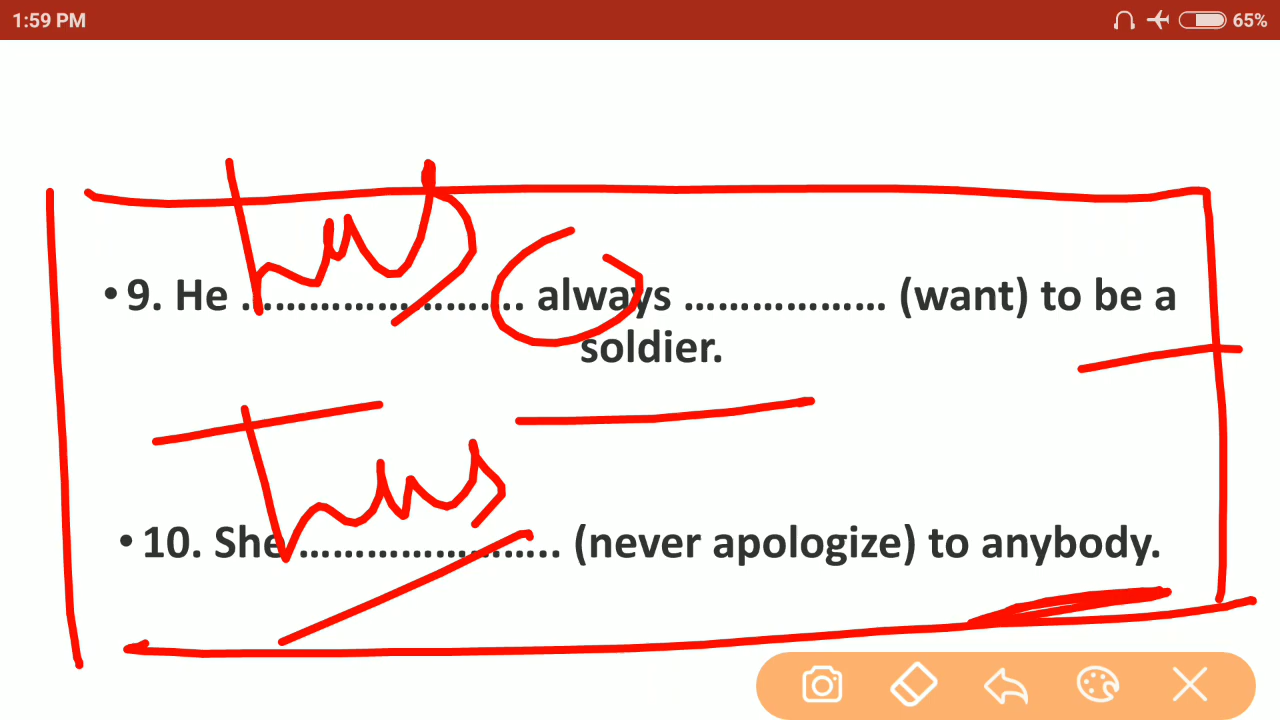 1:59 PM 65%
has
• 9. He .......................... always .................. (want) to be a
soldier.
has
• 10. She ........................ (never apologize) to anybody.